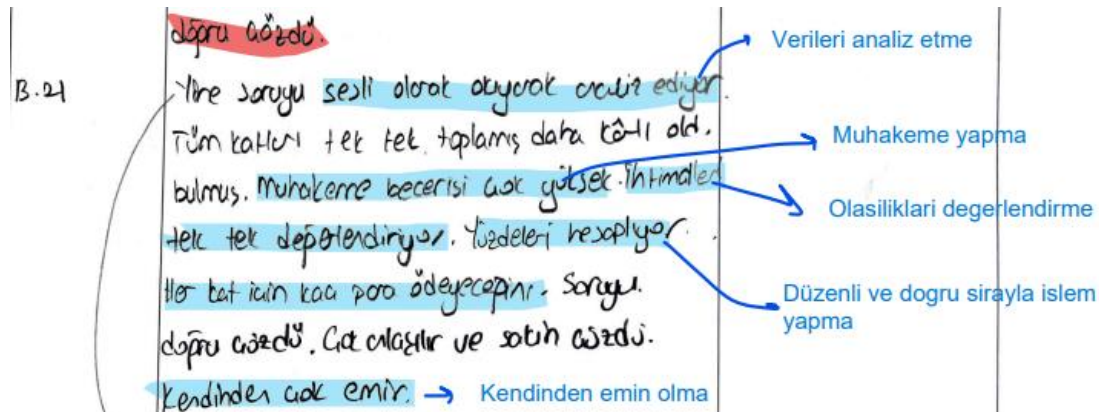 doğru çözdü.
Verileri analiz etme
B.21
Yine soruyu sesli olarak okuyarak analiz ediyor.
Tüm katları tek tek toplamış daha kârlı old.
Muhakeme yapma
bulmuş. Muhakeme becerisi çok yüksek. İhtimalleri
Olasiliklari degerlendirme
tek tek değerlendiriyor. Yüzdeleri hesaplıyor.
Her kat için kaç para ödeyeceğini. Soruyu.
Düzenli ve dogru sirayla islem
yapma
doğru çözdü. Çok anlaşılır ve sakin çözdü.
Kendinden çok emin.
Kendinden emin olma